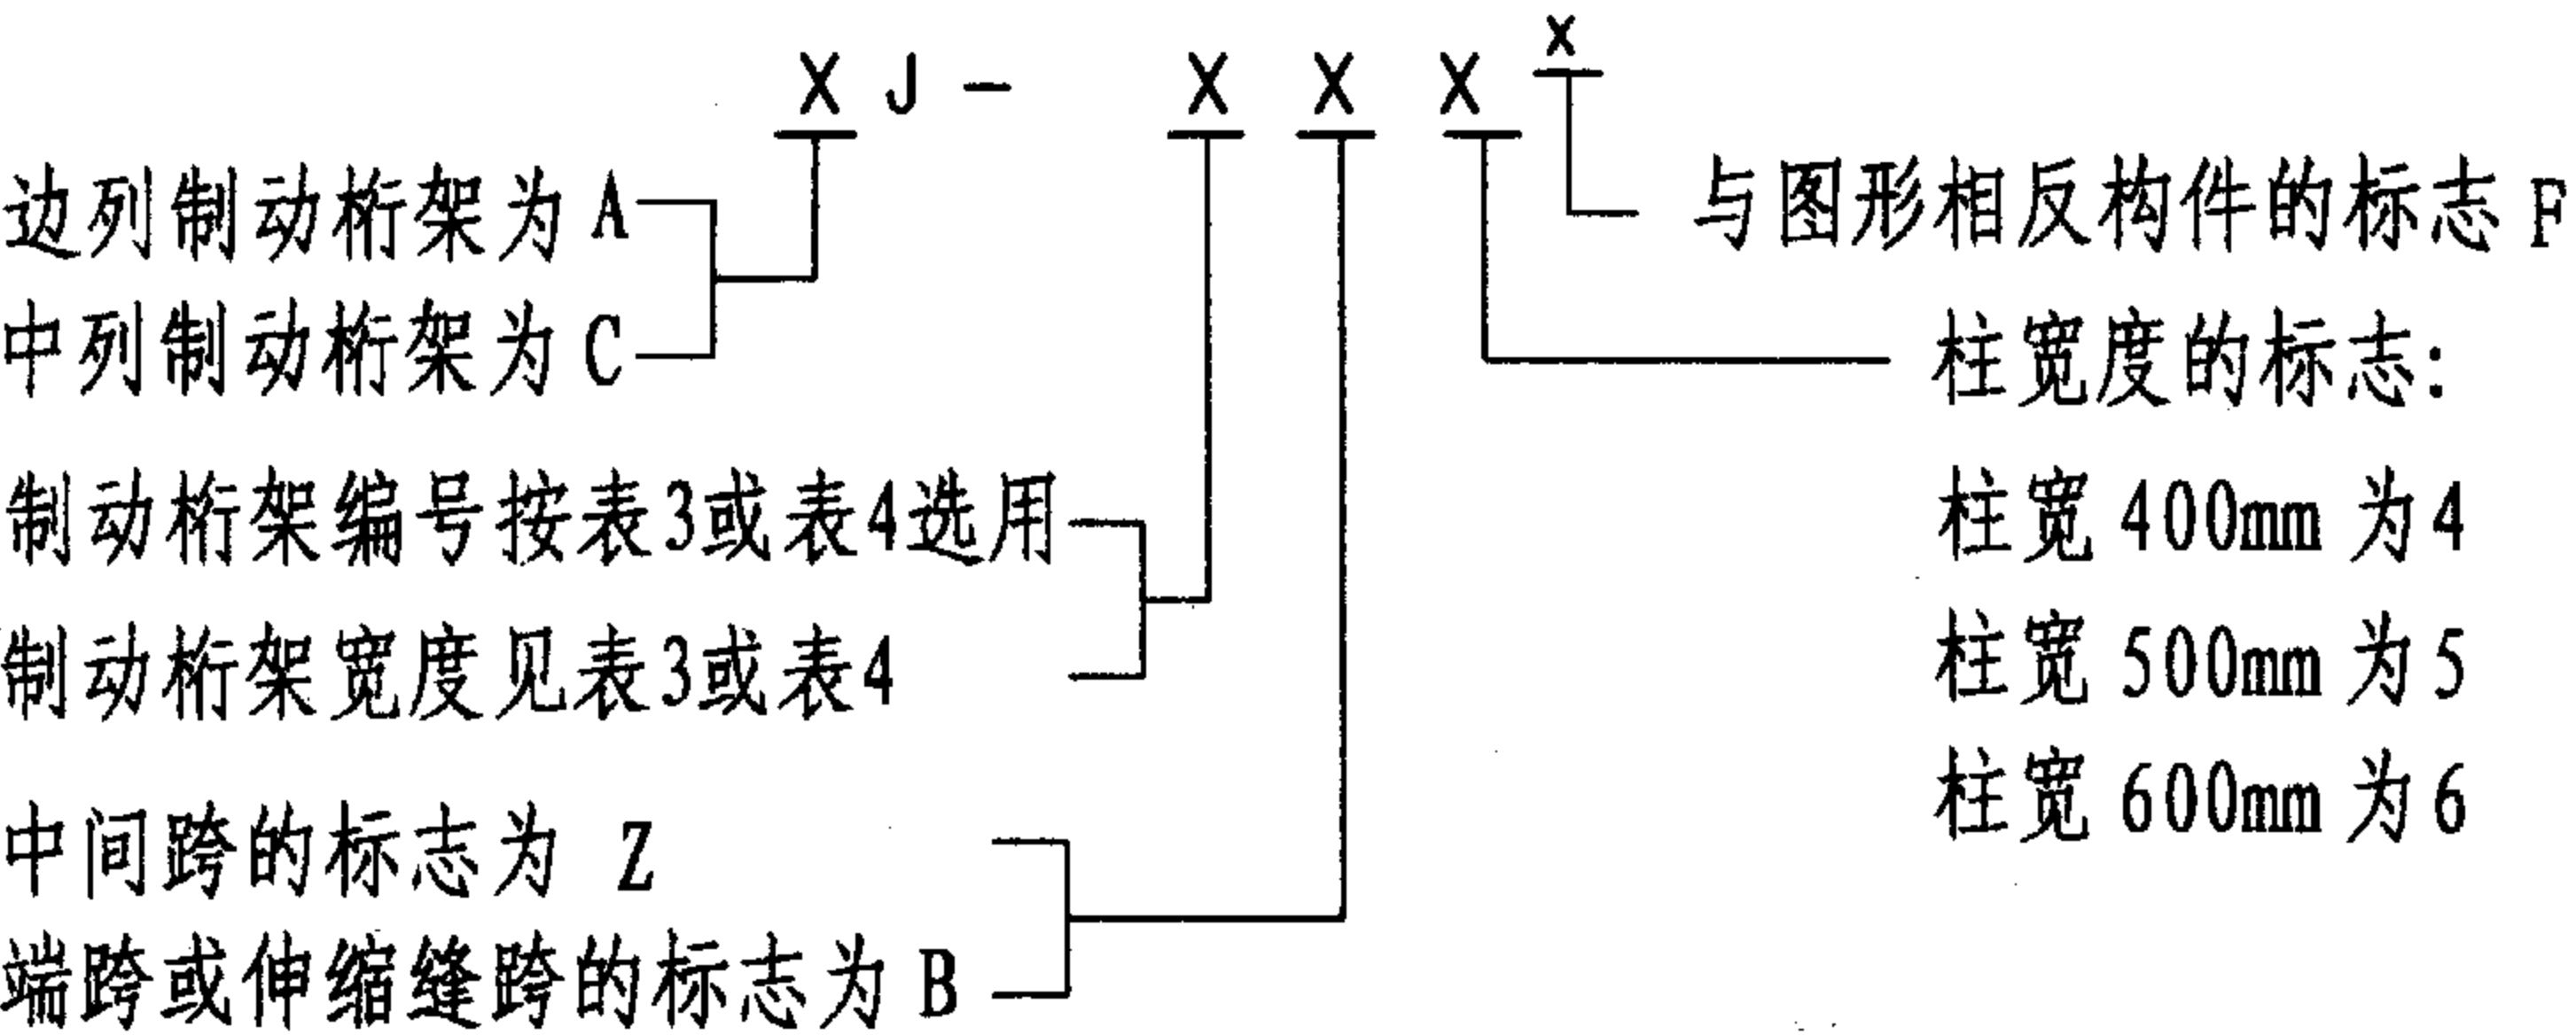 X J - X X X x
边列制动桁架为 A
中列制动桁架为 C
制动桁架编号按表3或表4选用
制动桁架宽度见表3或表4
中间跨的标志为 Z
端跨或伸缩缝跨的标志为 B
与图形相反构件的标志 F
柱宽度的标志:
柱宽 400mm 为 4
柱宽 500mm 为 5
柱宽 600mm 为 6